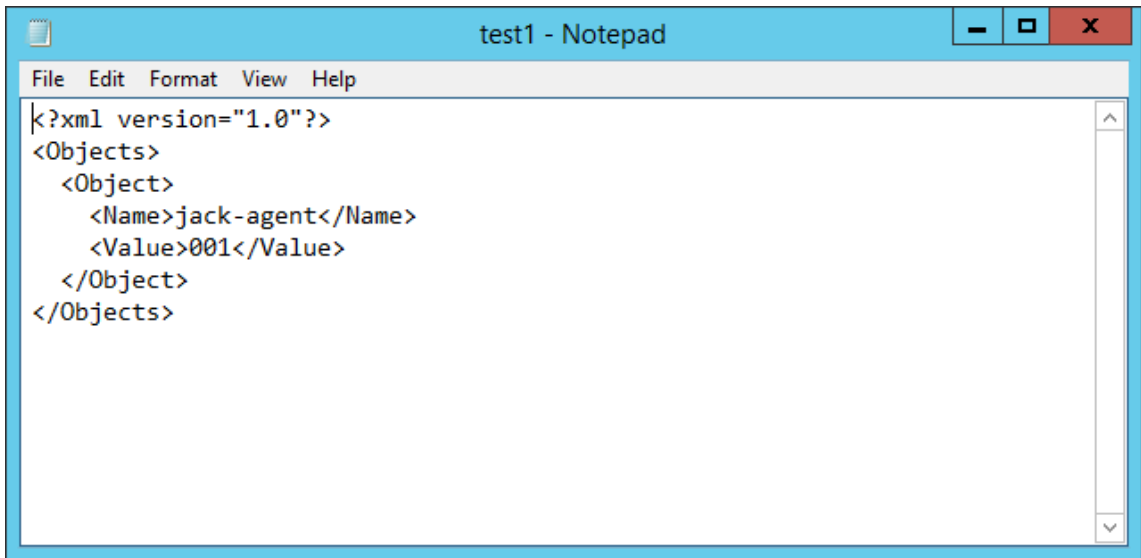 test1 - Notepad
File Edit Format View Help
<?xml version="1.0"?>
<Objects>
  <Object>
    <Name>jack-agent</Name>
    <Value>001</Value>
  </Object>
</Objects>